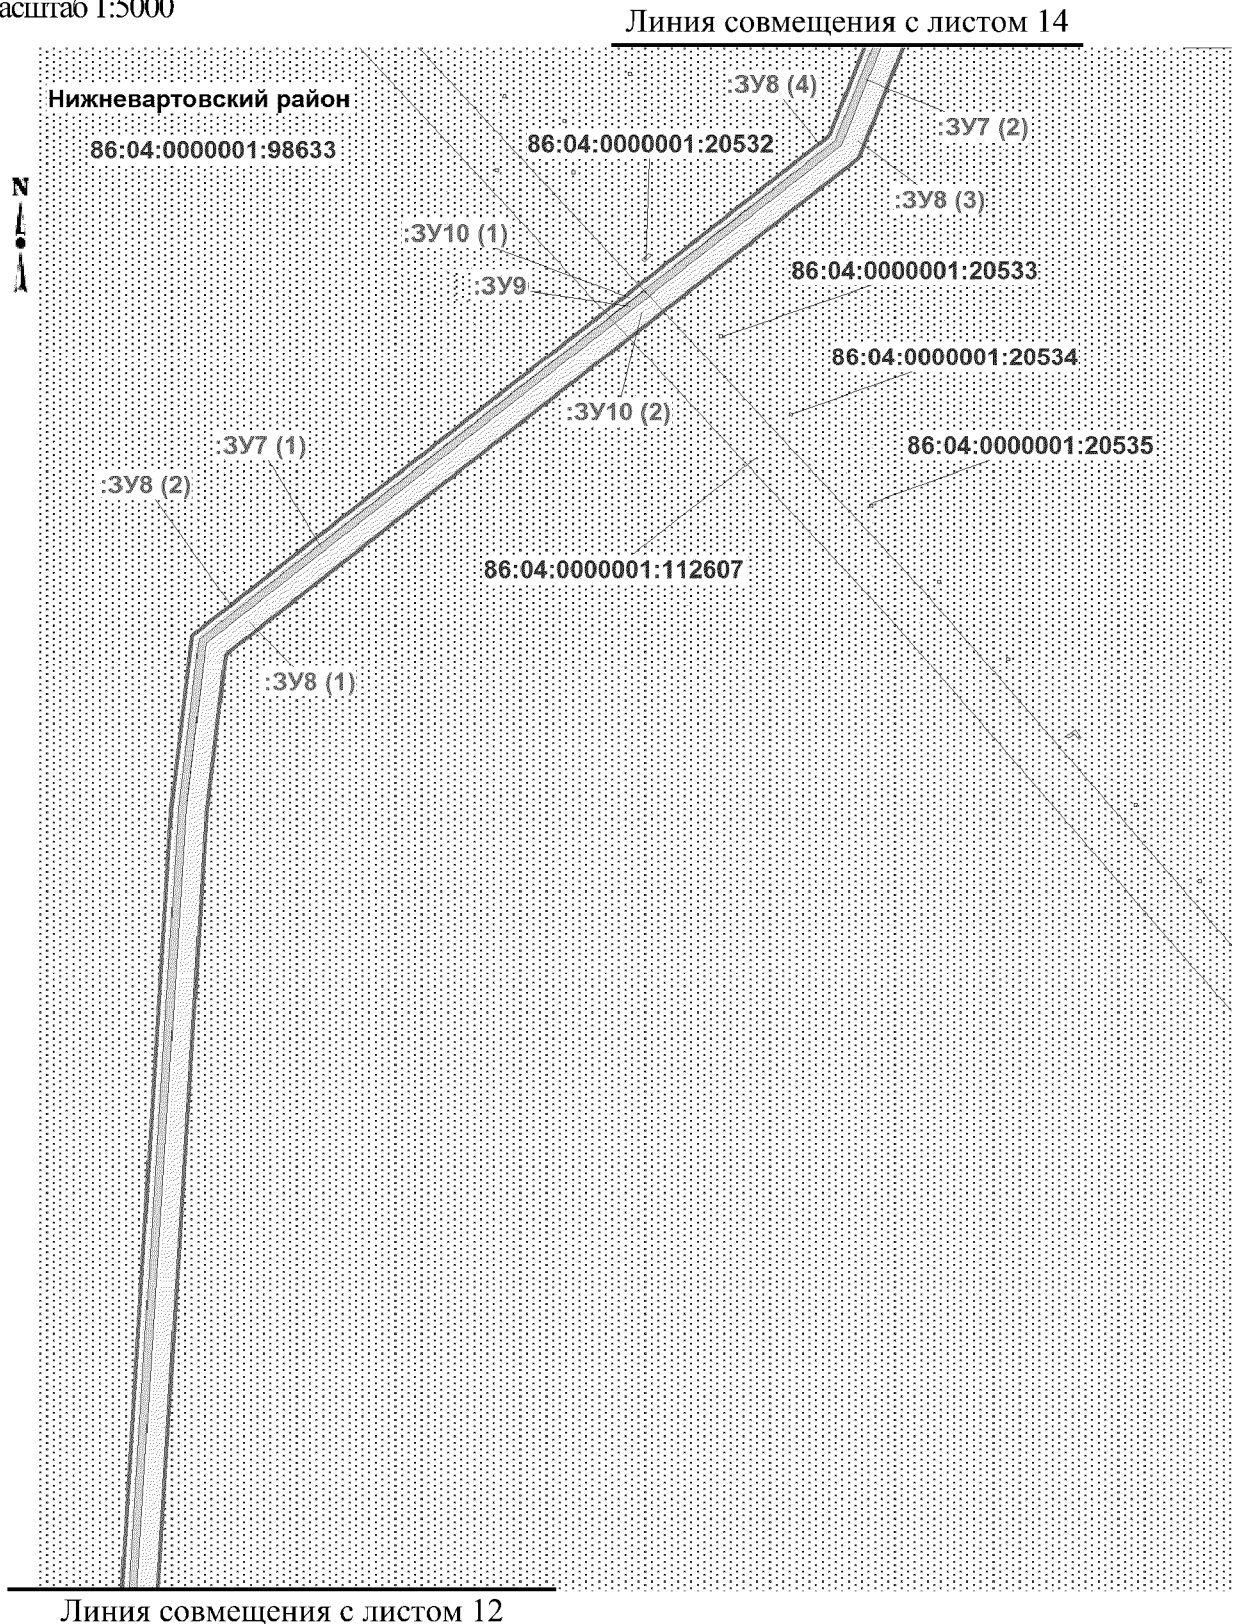 асштаб 1:5000
Линия совмещения с листом 14
:ЗУ8 (4)
Нижневартовский район
:ЗУ7 (2)
86:04:0000001:20532
86:04:0000001:98633
N
:ЗУ8 (3)
:ЗУ10 (1)
86:04:0000001:20533
:ЗУ9
86:04:0000001:20534
:ЗУ10 (2)
:ЗУ7 (1)
86:04:0000001:20535
:ЗУ8 (2)
86:04:0000001:112607
:ЗУ8 (1)
Линия совмещения с листом 12